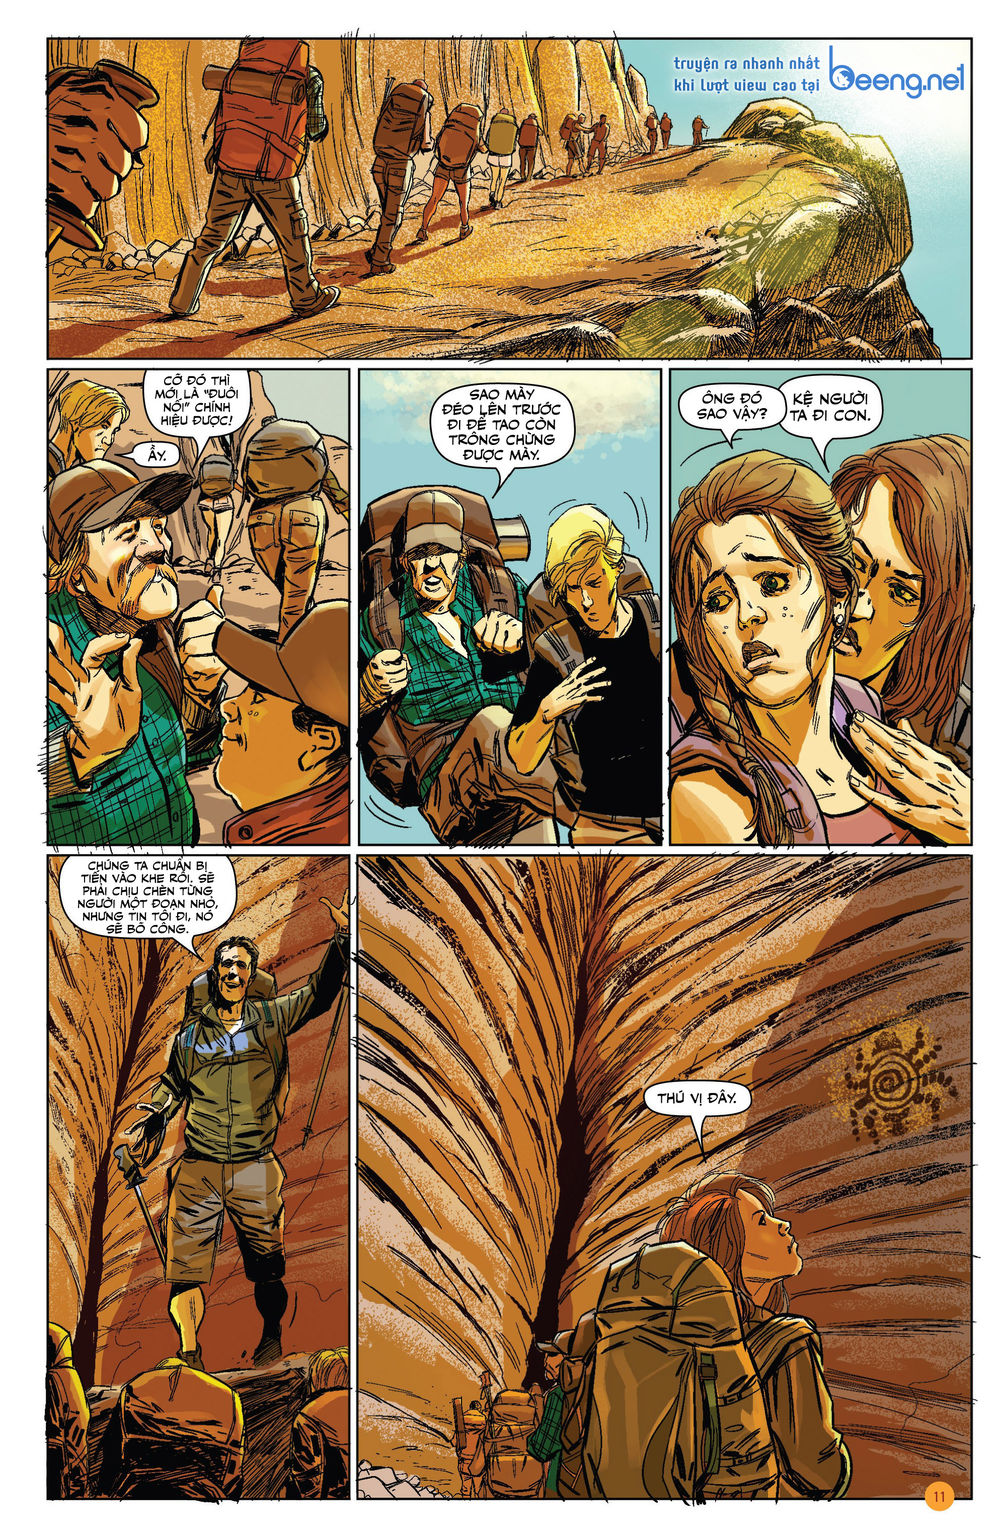 truyện ra nhanh nhất
khi lượt view cao tại
beeng.net
CỠ ĐÓ THÌ
MỚI LÀ "ĐUÔI
NỐI" CHÍNH
HIỆU ĐƯỢC!
ẦY.
SAO MÀY
ĐÉO LÊN TRƯỚC
ĐI ĐỂ TAO CÒN
TRÔNG CHỪNG
ĐƯỢC MÀY.
ÔNG ĐÓ
SAO VẬY?
KỆ NGƯỜI
TA ĐI CON.
CHÚNG TA CHUẨN BỊ
TIẾN VÀO KHE RỒI. SẼ
PHẢI CHỊU CHÈN TỪNG
NGƯỜI MỘT ĐOẠN NHỎ,
NHƯNG TIN TÔI ĐI, NÓ
SẼ BÕ CÔNG.
THÚ VỊ ĐÂY.
11